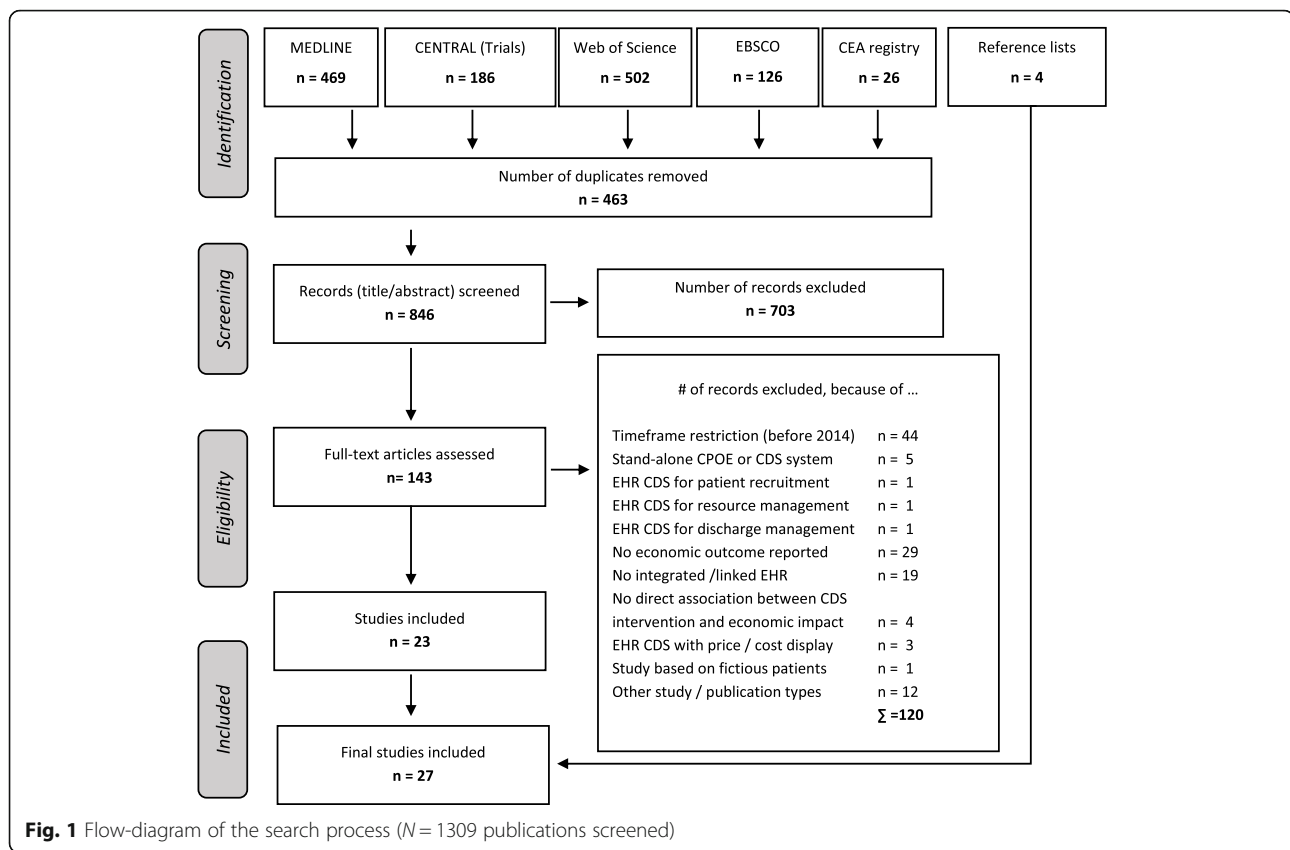 Identification
MEDLINE
n = 469
CENTRAL (Trials)
n = 186
Web of Science
n = 502
EBSCO
n = 126
CEA registry
n = 26
Reference lists
n = 4
Number of duplicates removed
n = 463
Screening
Records (title/abstract) screened
n = 846
Number of records excluded
n = 703
Eligibility
Full-text articles assessed
n= 143
# of records excluded, because of ...
Timeframe restriction (before 2014) n = 44
Stand-alone CPOE or CDS system n = 5
EHR CDS for patient recruitment n = 1
EHR CDS for resource management n = 1
EHR CDS for discharge management n = 1
No economic outcome reported n = 29
No integrated /linked EHR n = 19
No direct association between CDS
intervention and economic impact n = 4
EHR CDS with price / cost display n = 3
Study based on fictious patients n = 1
Other study / publication types n = 12
∑ =120
Studies included
n = 23
Included
Final studies included
n = 27
Fig. 1 Flow-diagram of the search process (N = 1309 publications screened)